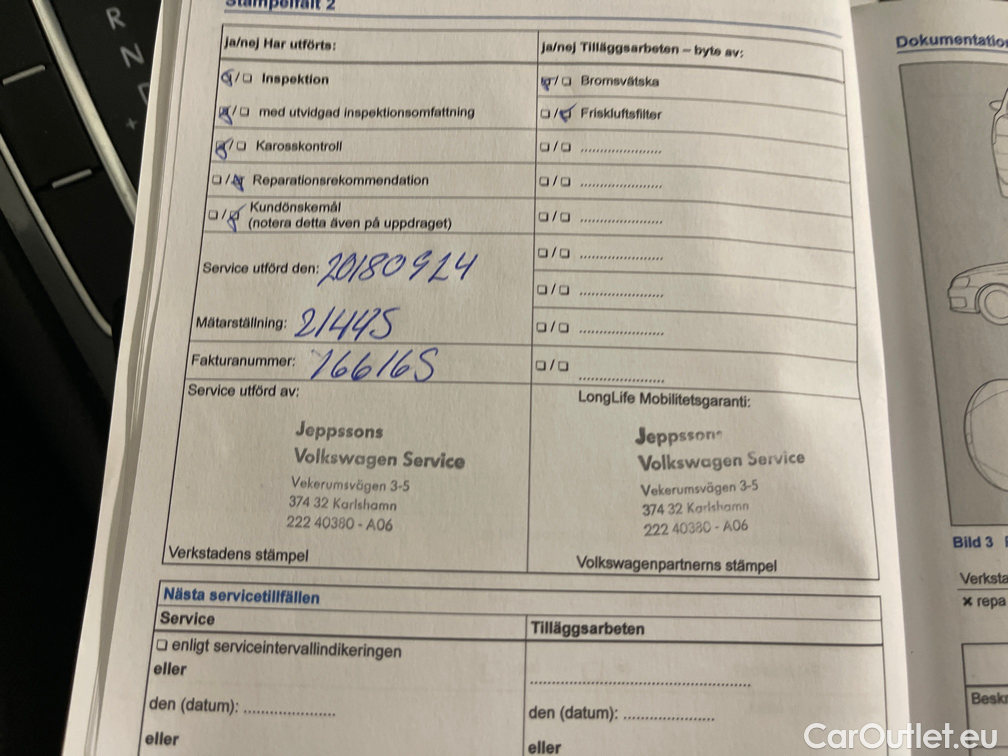 R
N
D
+
Stämpelfält 2
ja/nej Har utförts:
ja/nej Tilläggsarbeten – byte av:
❑/❑ Inspektion
❑/❑ Bromsvätska
❑/❑ med utvidgad inspektionsomfattning
❑/❑ Friskluftsfilter
❑/❑ Karosskontroll
❑/❑ ........................
❑/❑ Reparationsrekommendation
❑/❑ ........................
❑/❑ Kundönskemål
(notera detta även på uppdraget)
❑/❑ ........................
❑/❑ ........................
Service utförd den: 20180924
❑/❑ ........................
Mätarställning: 21445
❑/❑ ........................
Fakturanummer: 166165
❑/❑ ........................
Service utförd av:
LongLife Mobilitetsgaranti:
Jeppssons
Volkswagen Service
Vekerumsvägen 3-5
374 32 Karlshamn
222 40380 - A06
Jeppssons
Volkswagen Service
Vekerumsvägen 3-5
374 32 Karlshamn
222 40380 - A06
Verkstadens stämpel
Volkswagenpartnerns stämpel
Nästa servicetillfällen
Service
Tilläggsarbeten
❑ enligt serviceintervallindikeringen
eller
den (datum): ....................
den (datum): ....................
eller
eller
Dokumentatio
Bild 3
Verksta
✖ repa
Beskr
CarOutlet.eu